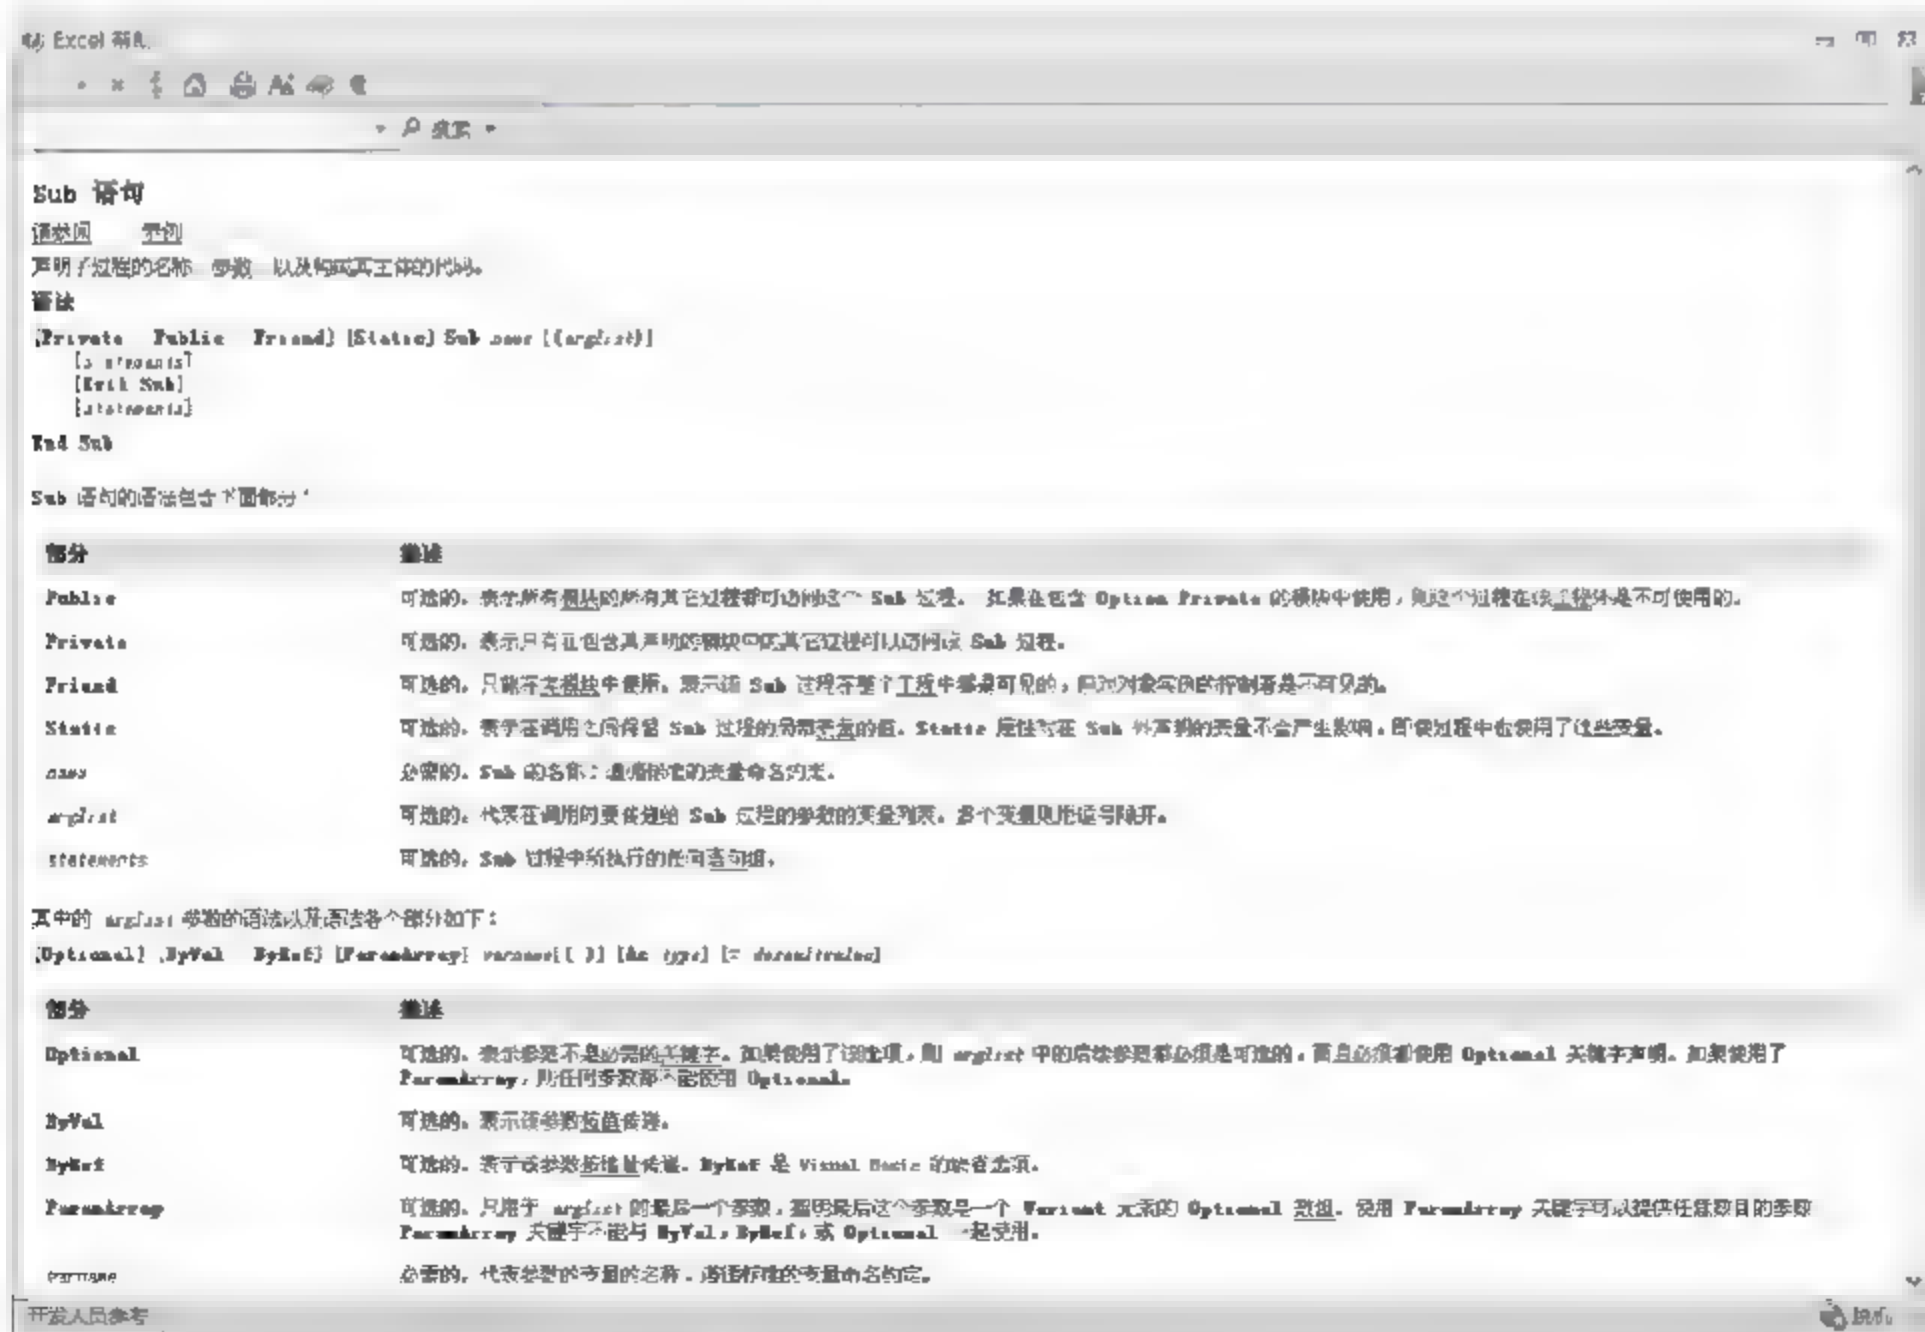 Excel 帮助
搜索
Sub 语句
请参阅 示例
声明子过程的名称 参数 以及构成其主体的代码。
语法
[Private Public Friend] [Static] Sub name [(arglist)]
[statements]
[Exit Sub]
[statements]
End Sub
Sub 语句的语法包含下面部分：
部分 描述
Public 可选的。表示所有模块的所有其它过程都可访问这个 Sub 过程。 如果在包含 Option Private 的模块中使用，则这个过程在该工程外是不可使用的。
Private 可选的。表示只有在包含其声明的模块中的其它过程可以访问该 Sub 过程。
Friend 可选的。只能在类模块中使用。表示该 Sub 过程在整个工程中都是可见的，但对对象实例的控制者是不可见的。
Static 可选的。表示在调用之间保留 Sub 过程的局部变量的值。Static 属性对在 Sub 外声明的变量不会产生影响，即使过程中也使用了这些变量。
name 必需的。Sub 的名称；遵循标准的变量命名约定。
arglist 可选的。代表在调用时要传递给 Sub 过程的参数的变量列表。多个变量则用逗号隔开。
statements 可选的。Sub 过程中所执行的任何语句组。
其中的 arglist 参数的语法以及语法各个部分如下：
[Optional] [ByVal ByRef] [ParamArray] varname[( )] [As type] [= defaultvalue]
部分 描述
Optional 可选的。表示参数不是必需的关键字。如果使用了该选项，则 arglist 中的后续参数都必须是可选的，而且必须都使用 Optional 关键字声明。如果使用了
ParamArray，则任何参数都不能使用 Optional。
ByVal 可选的。表示该参数按值传递。
ByRef 可选的。表示该参数按地址传递。ByRef 是 Visual Basic 的缺省选项。
ParamArray 可选的。只用于 arglist 的最后一个参数，指明最后这个参数是一个 Variant 元素的 Optional 数组。使用 ParamArray 关键字可以提供任意数目的参数
ParamArray 关键字不能与 ByVal，ByRef，或 Optional 一起使用。
varname 必需的。代表参数的变量的名称，遵循标准的变量命名约定。
开发人员参考